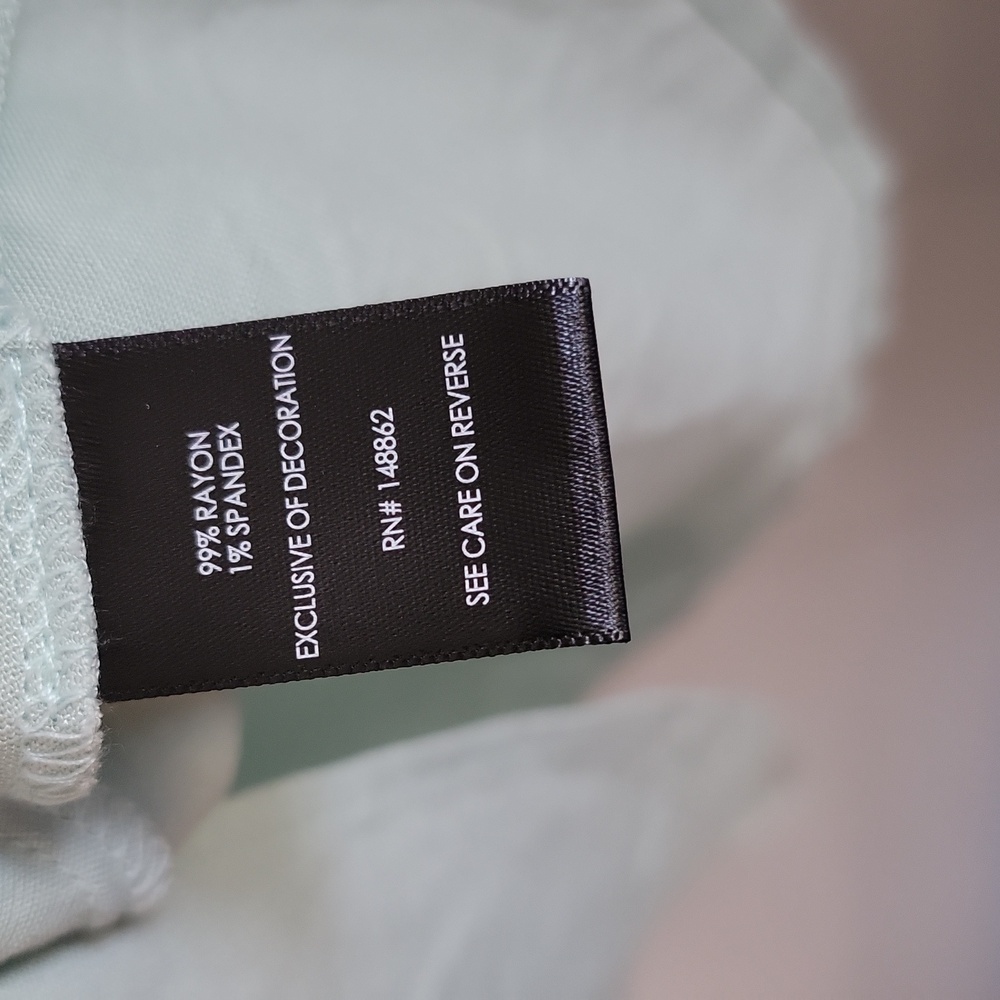 99% RAYON
1% SPANDEX
EXCLUSIVE OF DECORATION
RN# 148862
SEE CARE ON REVERSE